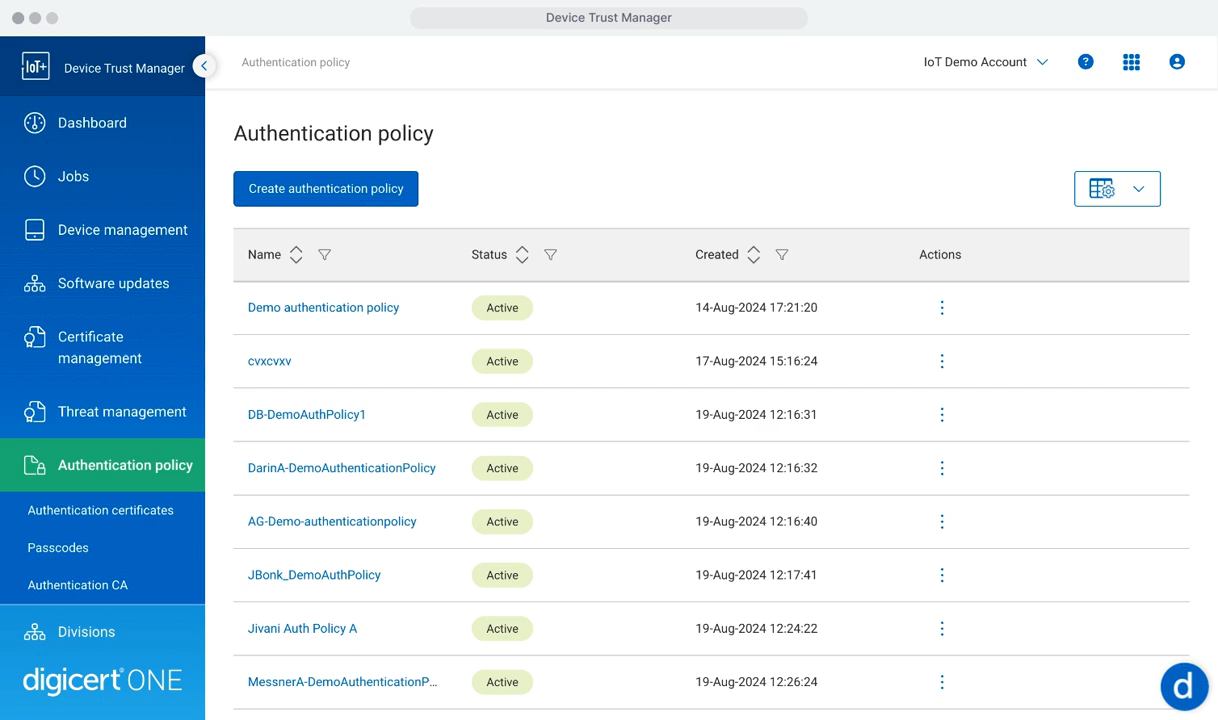 Device Trust Manager
IoT+
Device Trust Manager
Authentication policy
IoT Demo Account
?
Dashboard
Jobs
Device management
Software updates
Certificate
management
Threat management
Authentication policy
Authentication certificates
Passcodes
Authentication CA
Divisions
digicert® ONE
Authentication policy
Create authentication policy
Name Status Created Actions
Demo authentication policy Active 14-Aug-2024 17:21:20
cvxcvxv Active 17-Aug-2024 15:16:24
DB-DemoAuthPolicy1 Active 19-Aug-2024 12:16:31
DarinA-DemoAuthenticationPolicy Active 19-Aug-2024 12:16:32
AG-Demo-authenticationpolicy Active 19-Aug-2024 12:16:40
JBonk_DemoAuthPolicy Active 19-Aug-2024 12:17:41
Jivani Auth Policy A Active 19-Aug-2024 12:24:22
MessnerA-DemoAuthenticationP... Active 19-Aug-2024 12:26:24
d